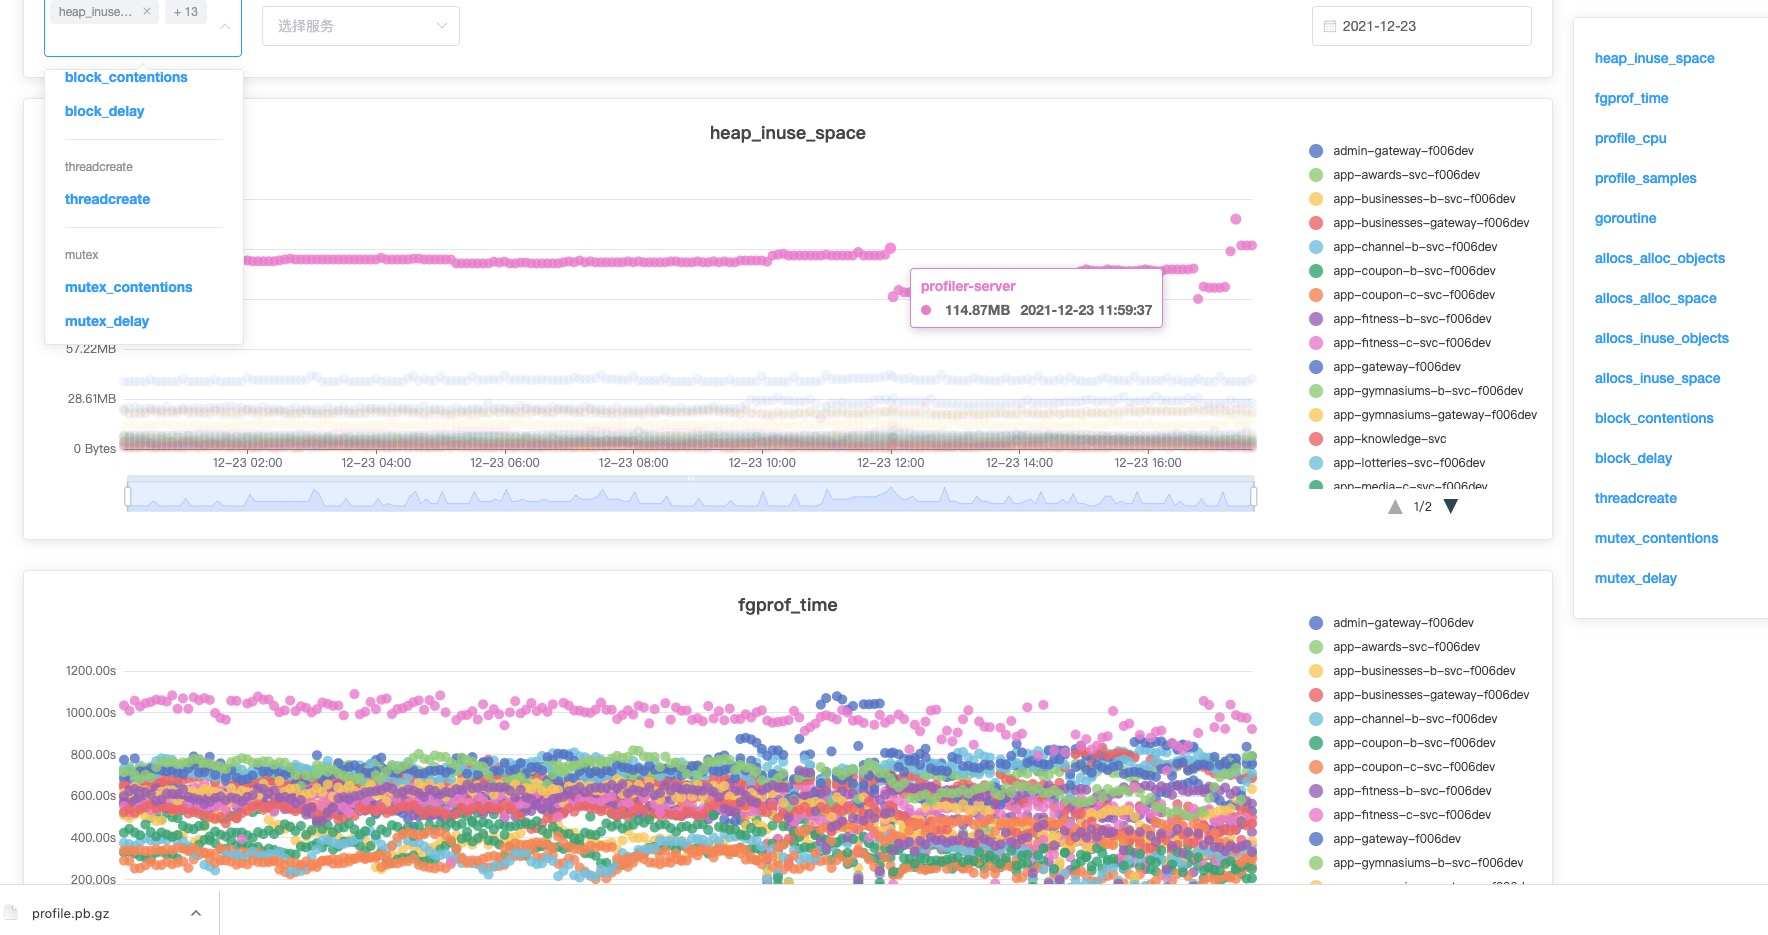 heap_inuse... ×
+ 13
选择服务
2021-12-23
block_contentions
block_delay
threadcreate
threadcreate
mutex
mutex_contentions
mutex_delay
heap_inuse_space
57.22MB
28.61MB
0 Bytes
12-23 02:00
12-23 04:00
12-23 06:00
12-23 08:00
12-23 10:00
12-23 12:00
12-23 14:00
12-23 16:00
profiler-server
114.87MB 2021-12-23 11:59:37
admin-gateway-f006dev
app-awards-svc-f006dev
app-businesses-b-svc-f006dev
app-businesses-gateway-f006dev
app-channel-b-svc-f006dev
app-coupon-b-svc-f006dev
app-coupon-c-svc-f006dev
app-fitness-b-svc-f006dev
app-fitness-c-svc-f006dev
app-gateway-f006dev
app-gymnasiums-b-svc-f006dev
app-gymnasiums-gateway-f006dev
app-knowledge-svc
app-lotteries-svc-f006dev
app-media-c-svc-f006dev
1/2
fgprof_time
1200.00s
1000.00s
800.00s
600.00s
400.00s
200.00s
admin-gateway-f006dev
app-awards-svc-f006dev
app-businesses-b-svc-f006dev
app-businesses-gateway-f006dev
app-channel-b-svc-f006dev
app-coupon-b-svc-f006dev
app-coupon-c-svc-f006dev
app-fitness-b-svc-f006dev
app-fitness-c-svc-f006dev
app-gateway-f006dev
app-gymnasiums-b-svc-f006dev
heap_inuse_space
fgprof_time
profile_cpu
profile_samples
goroutine
allocs_alloc_objects
allocs_alloc_space
allocs_inuse_objects
allocs_inuse_space
block_contentions
block_delay
threadcreate
mutex_contentions
mutex_delay
profile.pb.gz